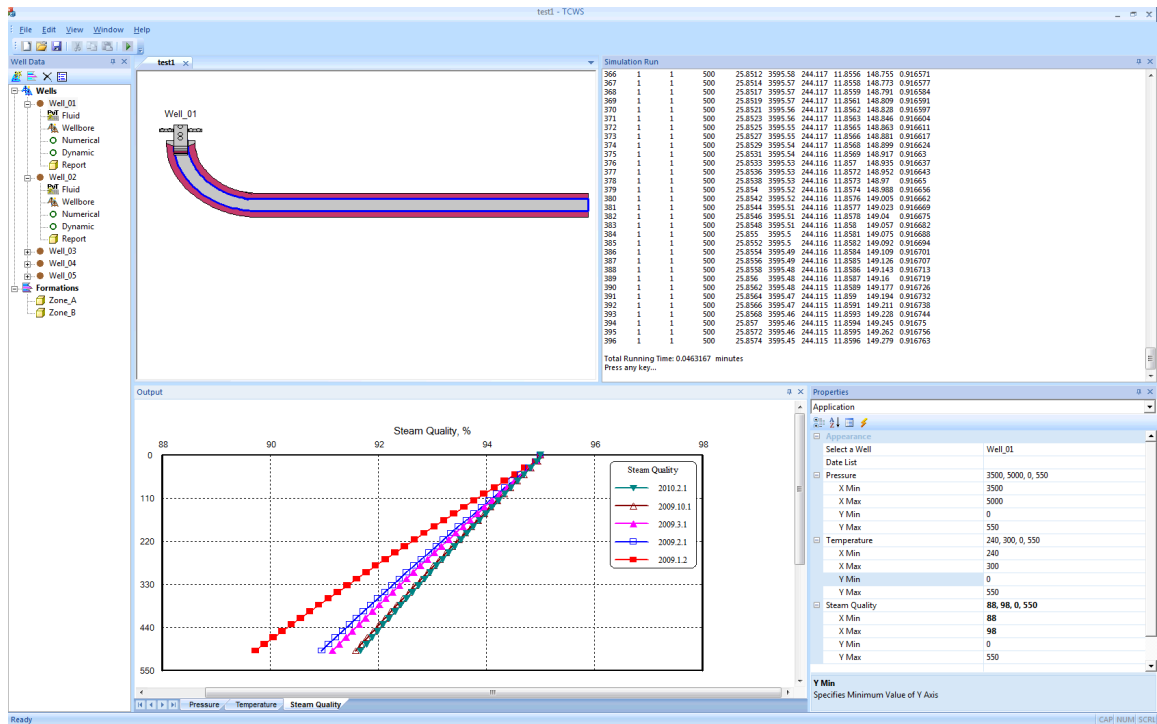 test1 - TCWS
File Edit View Window Help
Well Data
Wells
Well_01
PVT Fluid
Wellbore
Numerical
Dynamic
Report
Well_02
PVT Fluid
Wellbore
Numerical
Dynamic
Report
Well_03
Well_04
Well_05
Formations
Zone_A
Zone_B
test1
Well_01
Simulation Run
366 1 1 500 25.8512 3595.58 244.117 11.8556 148.755 0.916571
367 1 1 500 25.8514 3595.57 244.117 11.8558 148.773 0.916577
368 1 1 500 25.8517 3595.57 244.117 11.8559 148.791 0.916584
369 1 1 500 25.8519 3595.57 244.117 11.8561 148.809 0.916591
370 1 1 500 25.8521 3595.56 244.117 11.8562 148.828 0.916597
371 1 1 500 25.8523 3595.56 244.117 11.8563 148.846 0.916604
372 1 1 500 25.8525 3595.55 244.117 11.8565 148.863 0.916611
373 1 1 500 25.8527 3595.55 244.117 11.8566 148.881 0.916617
374 1 1 500 25.8529 3595.54 244.117 11.8568 148.899 0.916624
375 1 1 500 25.8531 3595.54 244.116 11.8569 148.917 0.91663
376 1 1 500 25.8533 3595.53 244.116 11.857 148.935 0.916637
377 1 1 500 25.8536 3595.53 244.116 11.8572 148.952 0.916643
378 1 1 500 25.8538 3595.53 244.116 11.8573 148.97 0.91665
379 1 1 500 25.854 3595.52 244.116 11.8574 148.988 0.916656
380 1 1 500 25.8542 3595.52 244.116 11.8576 149.005 0.916662
381 1 1 500 25.8544 3595.51 244.116 11.8577 149.023 0.916669
382 1 1 500 25.8546 3595.51 244.116 11.8578 149.04 0.916675
383 1 1 500 25.8548 3595.51 244.116 11.858 149.057 0.916682
384 1 1 500 25.855 3595.5 244.116 11.8581 149.075 0.916688
385 1 1 500 25.8552 3595.5 244.116 11.8582 149.092 0.916694
386 1 1 500 25.8554 3595.49 244.116 11.8584 149.109 0.916701
387 1 1 500 25.8556 3595.49 244.116 11.8585 149.126 0.916707
388 1 1 500 25.8558 3595.48 244.116 11.8586 149.143 0.916713
389 1 1 500 25.856 3595.48 244.116 11.8587 149.16 0.916719
390 1 1 500 25.8562 3595.48 244.115 11.8589 149.177 0.916726
391 1 1 500 25.8564 3595.47 244.115 11.859 149.194 0.916732
392 1 1 500 25.8566 3595.47 244.115 11.8591 149.211 0.916738
393 1 1 500 25.8568 3595.46 244.115 11.8593 149.228 0.916744
394 1 1 500 25.857 3595.46 244.115 11.8594 149.245 0.91675
395 1 1 500 25.8572 3595.46 244.115 11.8595 149.262 0.916756
396 1 1 500 25.8574 3595.45 244.115 11.8596 149.279 0.916763
Total Running Time: 0.0463167 minutes
Press any key...
Output
Steam Quality, %
88 90 92 94 96 98
0
110
220
330
440
550
Steam Quality
2010.2.1
2009.10.1
2009.3.1
2009.2.1
2009.1.2
Pressure Temperature Steam Quality
Properties
Application
Appearance
Select a Well Well_01
Date List
Pressure 3500, 5000, 0, 550
X Min 3500
X Max 5000
Y Min 0
Y Max 550
Temperature 240, 300, 0, 550
X Min 240
X Max 300
Y Min 0
Y Max 550
Steam Quality 88, 98, 0, 550
X Min 88
X Max 98
Y Min 0
Y Max 550
Y Min
Specifies Minimum Value of Y Axis
Ready
CAP NUM SCRL